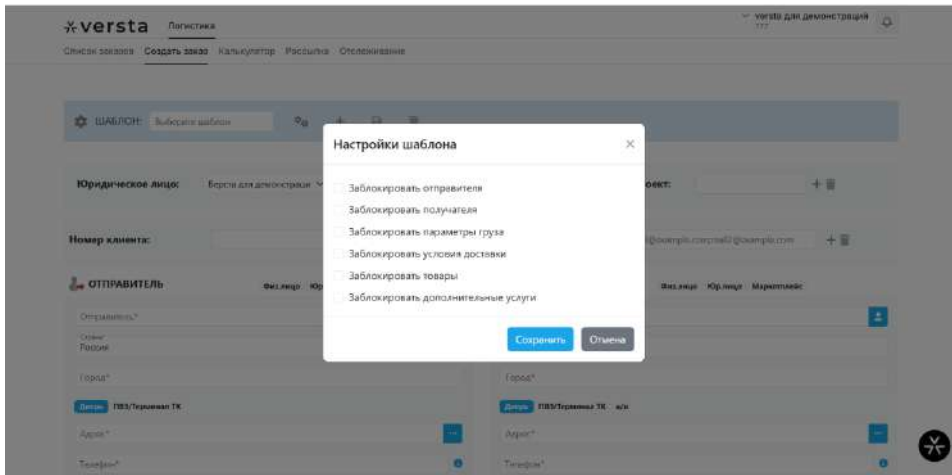 versta
Логистика
versta для демонстраций
777
Список заказов Создать заказ Калькулятор Рассылка Отслеживание
ШАБЛОН: Выберите шаблон
Настройки шаблона
Юридическое лицо:
Заблокировать отправителя
Заблокировать получателя
Номер клиента:
Заблокировать параметры груза
Заблокировать условия доставки
Заблокировать товары
Заблокировать дополнительные услуги
Сохранить Отмена
ОТПРАВИТЕЛЬ
Физ.лицо
Физ.лицо Юр.лицо Маркетплейс
Отправитель*
Страна*
Россия
Город* Город*
Дверь ПВЗ/Терминал ТК Дверь ПВЗ/Терминал ТК а/я
Адрес* Адрес*
Телефон* Телефон*